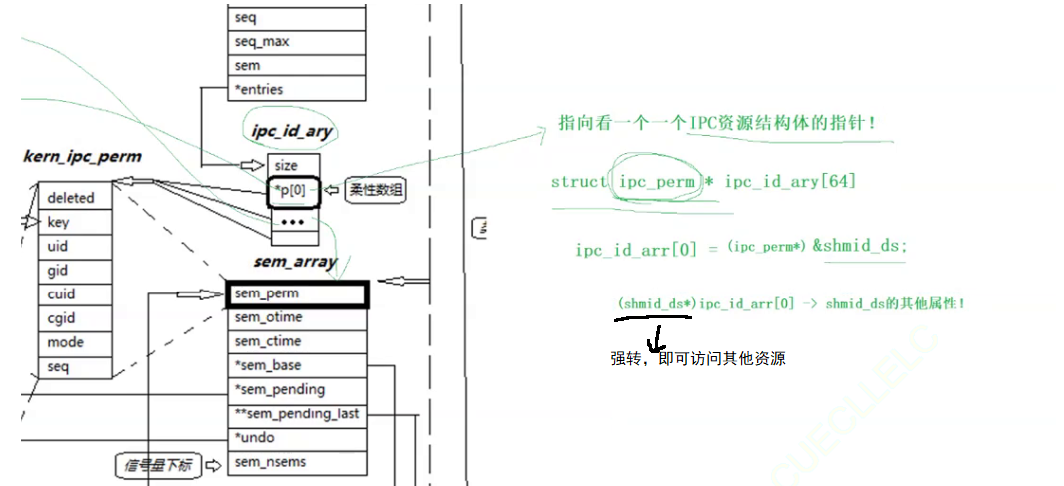 seq
seq_max
sem
*entries
ipc_id_ary
size
*p[0]
柔性数组
•••
kern_ipc_perm
deleted
key
uid
gid
cuid
cgid
mode
seq
sem_array
sem_perm
sem_otime
sem_ctime
*sem_base
*sem_pending
**sem_pending_last
*undo
sem_nsems
信号量下标
指向看一个一个IPC资源结构体的指针！
struct ipc_perm* ipc_id_ary[64]
ipc_id_arr[0] = (ipc_perm*) &shmid_ds;
(shmid_ds*)ipc_id_arr[0] -> shmid_ds的其他属性！
强转，即可访问其他资源
CUECLLELC